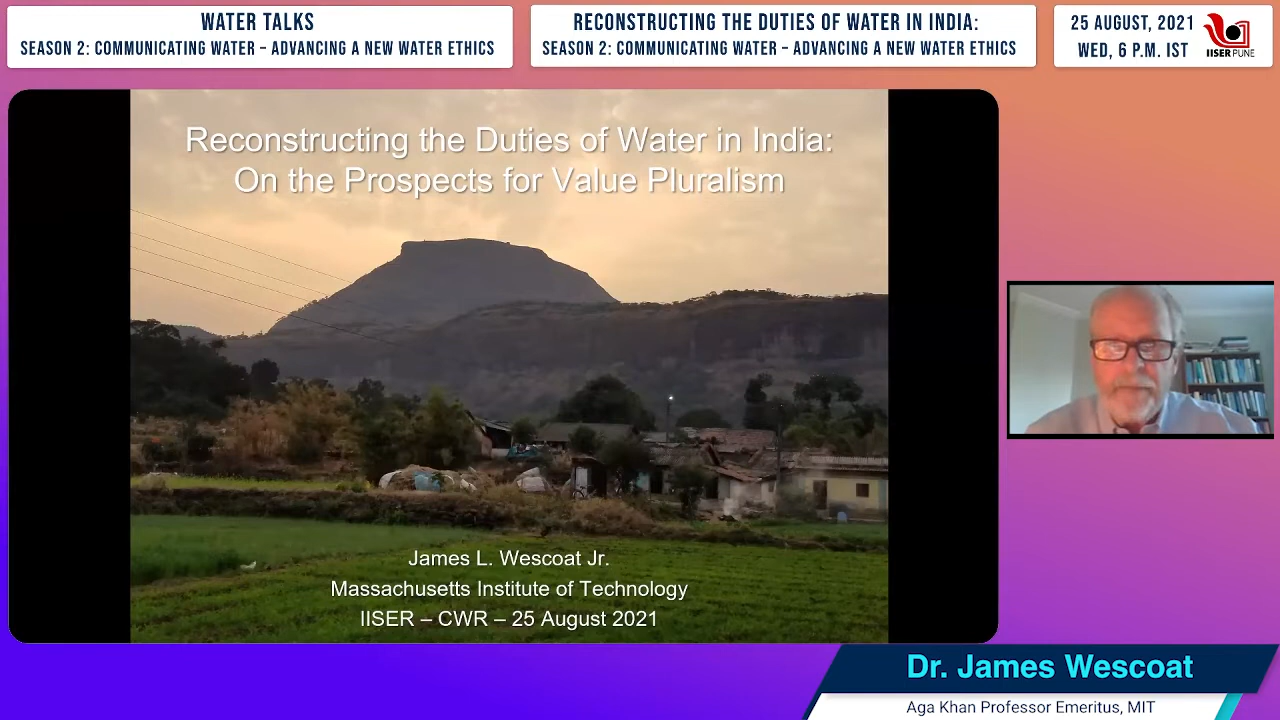 WATER TALKS
SEASON 2: COMMUNICATING WATER – ADVANCING A NEW WATER ETHICS
RECONSTRUCTING THE DUTIES OF WATER IN INDIA:
SEASON 2: COMMUNICATING WATER – ADVANCING A NEW WATER ETHICS
25 AUGUST, 2021
WED, 6 P.M. IST
IISER PUNE
Reconstructing the Duties of Water in India:
On the Prospects for Value Pluralism
James L. Wescoat Jr.
Massachusetts Institute of Technology
IISER – CWR – 25 August 2021
Dr. James Wescoat
Aga Khan Professor Emeritus, MIT